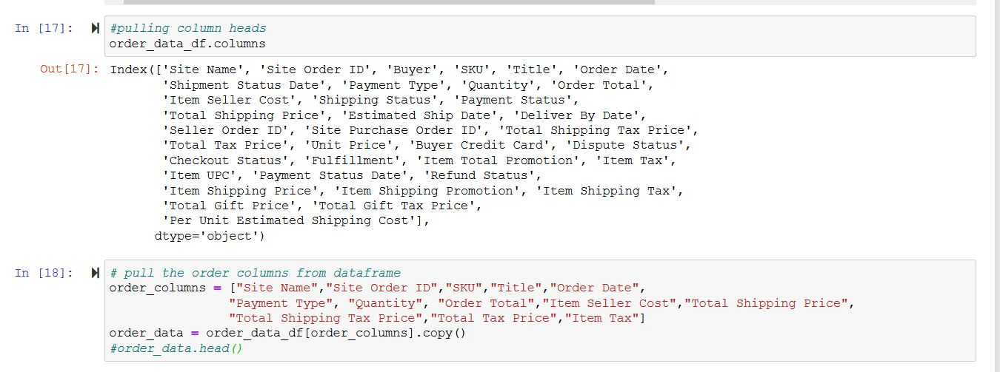 In [17]: #pulling column heads
order_data_df.columns
Out[17]: Index(['Site Name', 'Site Order ID', 'Buyer', 'SKU', 'Title', 'Order Date',
'Shipment Status Date', 'Payment Type', 'Quantity', 'Order Total',
'Item Seller Cost', 'Shipping Status', 'Payment Status',
'Total Shipping Price', 'Estimated Ship Date', 'Deliver By Date',
'Seller Order ID', 'Site Purchase Order ID', 'Total Shipping Tax Price',
'Total Tax Price', 'Unit Price', 'Buyer Credit Card', 'Dispute Status',
'Checkout Status', 'Fulfillment', 'Item Total Promotion', 'Item Tax',
'Item UPC', 'Payment Status Date', 'Refund Status',
'Item Shipping Price', 'Item Shipping Promotion', 'Item Shipping Tax',
'Total Gift Price', 'Total Gift Tax Price',
'Per Unit Estimated Shipping Cost'],
dtype='object')
In [18]: # pull the order columns from dataframe
order_columns = ["Site Name","Site Order ID","SKU","Title","Order Date",
"Payment Type", "Quantity", "Order Total","Item Seller Cost","Total Shipping Price",
"Total Shipping Tax Price","Total Tax Price","Item Tax"]
order_data = order_data_df[order_columns].copy()
#order_data.head()